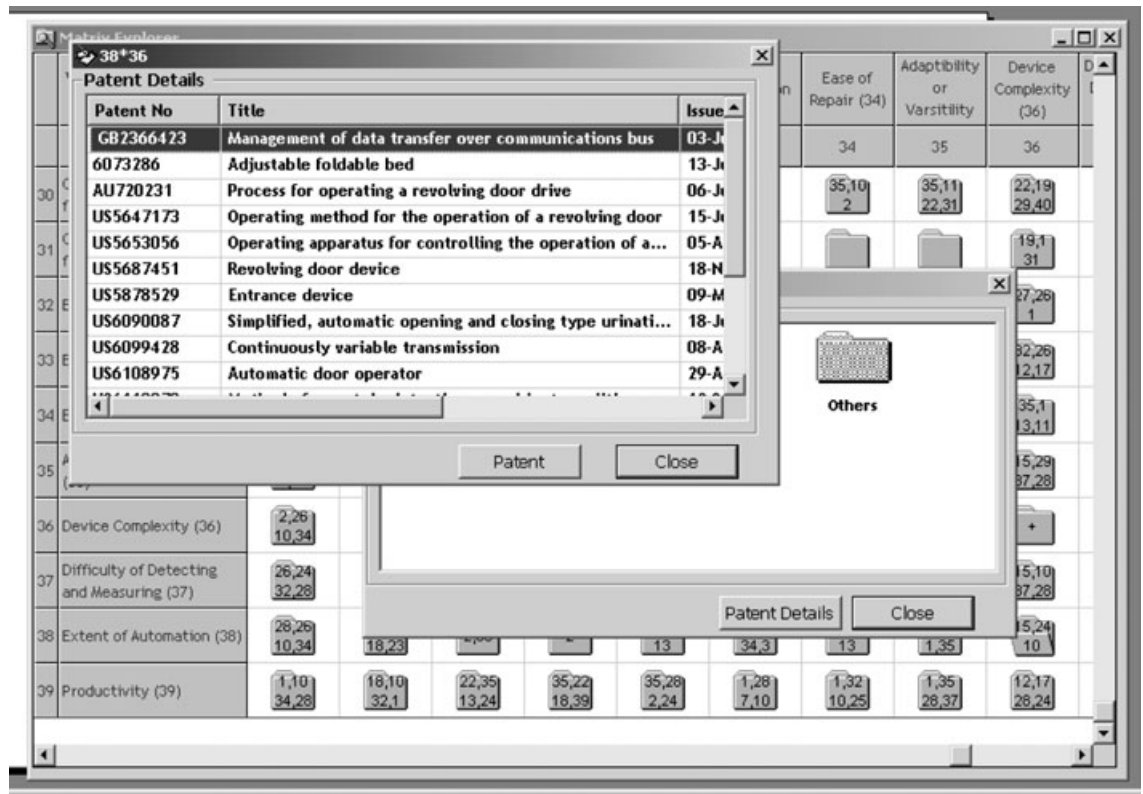 Matrix Explorer
38*36
Patent Details
Patent No Title Issue
GB2366423 Management of data transfer over communications bus 03-J
6073286 Adjustable foldable bed 13-J
AU720231 Process for operating a revolving door drive 06-J
US5647173 Operating method for the operation of a revolving door 15-J
US5653056 Operating apparatus for controlling the operation of a... 05-A
US5687451 Revolving door device 18-N
US5878529 Entrance device 09-M
US6090087 Simplified, automatic opening and closing type urinati... 18-J
US6099428 Continuously variable transmission 08-A
US6108975 Automatic door operator 29-A
Patent Close
Ease of Repair (34)
Adaptibility or Varsitility
Device Complexity (36)
34 35 36
30 35,10 2 35,11 22,31 22,19 29,40
31 19,1 31
32 27,26 1
33 32,26 12,17
34 35,1 13,11
35 15,29 37,28
Others
36 Device Complexity (36) 2,26 10,34 +
37 Difficulty of Detecting and Measuring (37) 26,24 32,28 15,10 37,28
Patent Details Close
38 Extent of Automation (38) 28,26 10,34 18,23 2 13 34,3 13 1,35 15,24 10
39 Productivity (39) 1,10 34,28 18,10 32,1 22,35 13,24 35,22 18,39 35,28 2,24 1,28 7,10 1,32 10,25 1,35 28,37 12,17 28,24